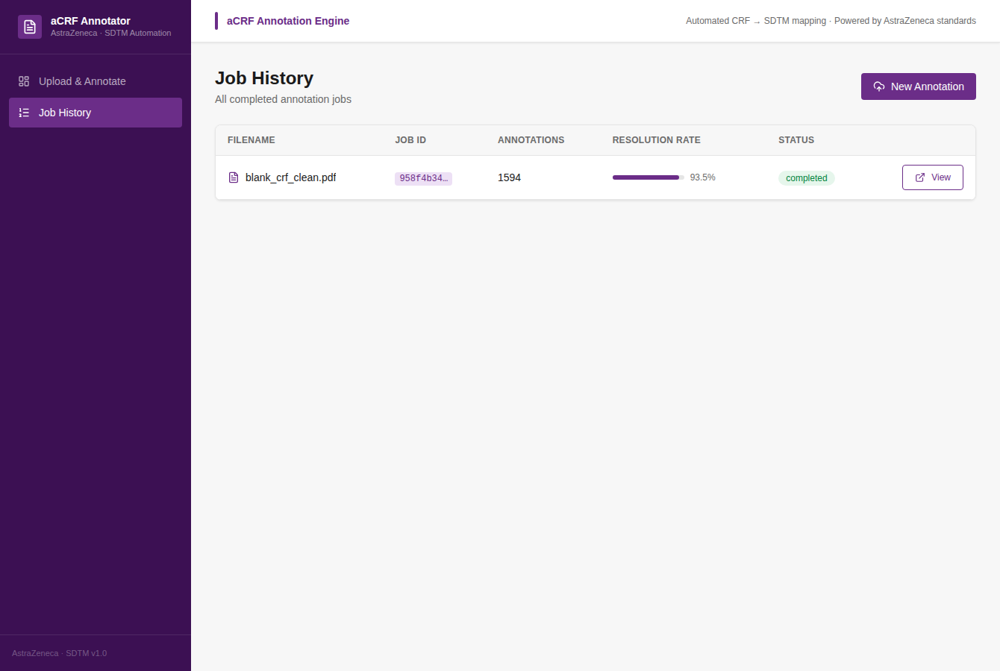 aCRF Annotator
AstraZeneca · SDTM Automation
Upload & Annotate
Job History
AstraZeneca · SDTM v1.0
aCRF Annotation Engine
Automated CRF → SDTM mapping · Powered by AstraZeneca standards
Job History
All completed annotation jobs
New Annotation
FILENAME JOB ID ANNOTATIONS RESOLUTION RATE STATUS
blank_crf_clean.pdf 958f4b34… 1594 93.5% completed View